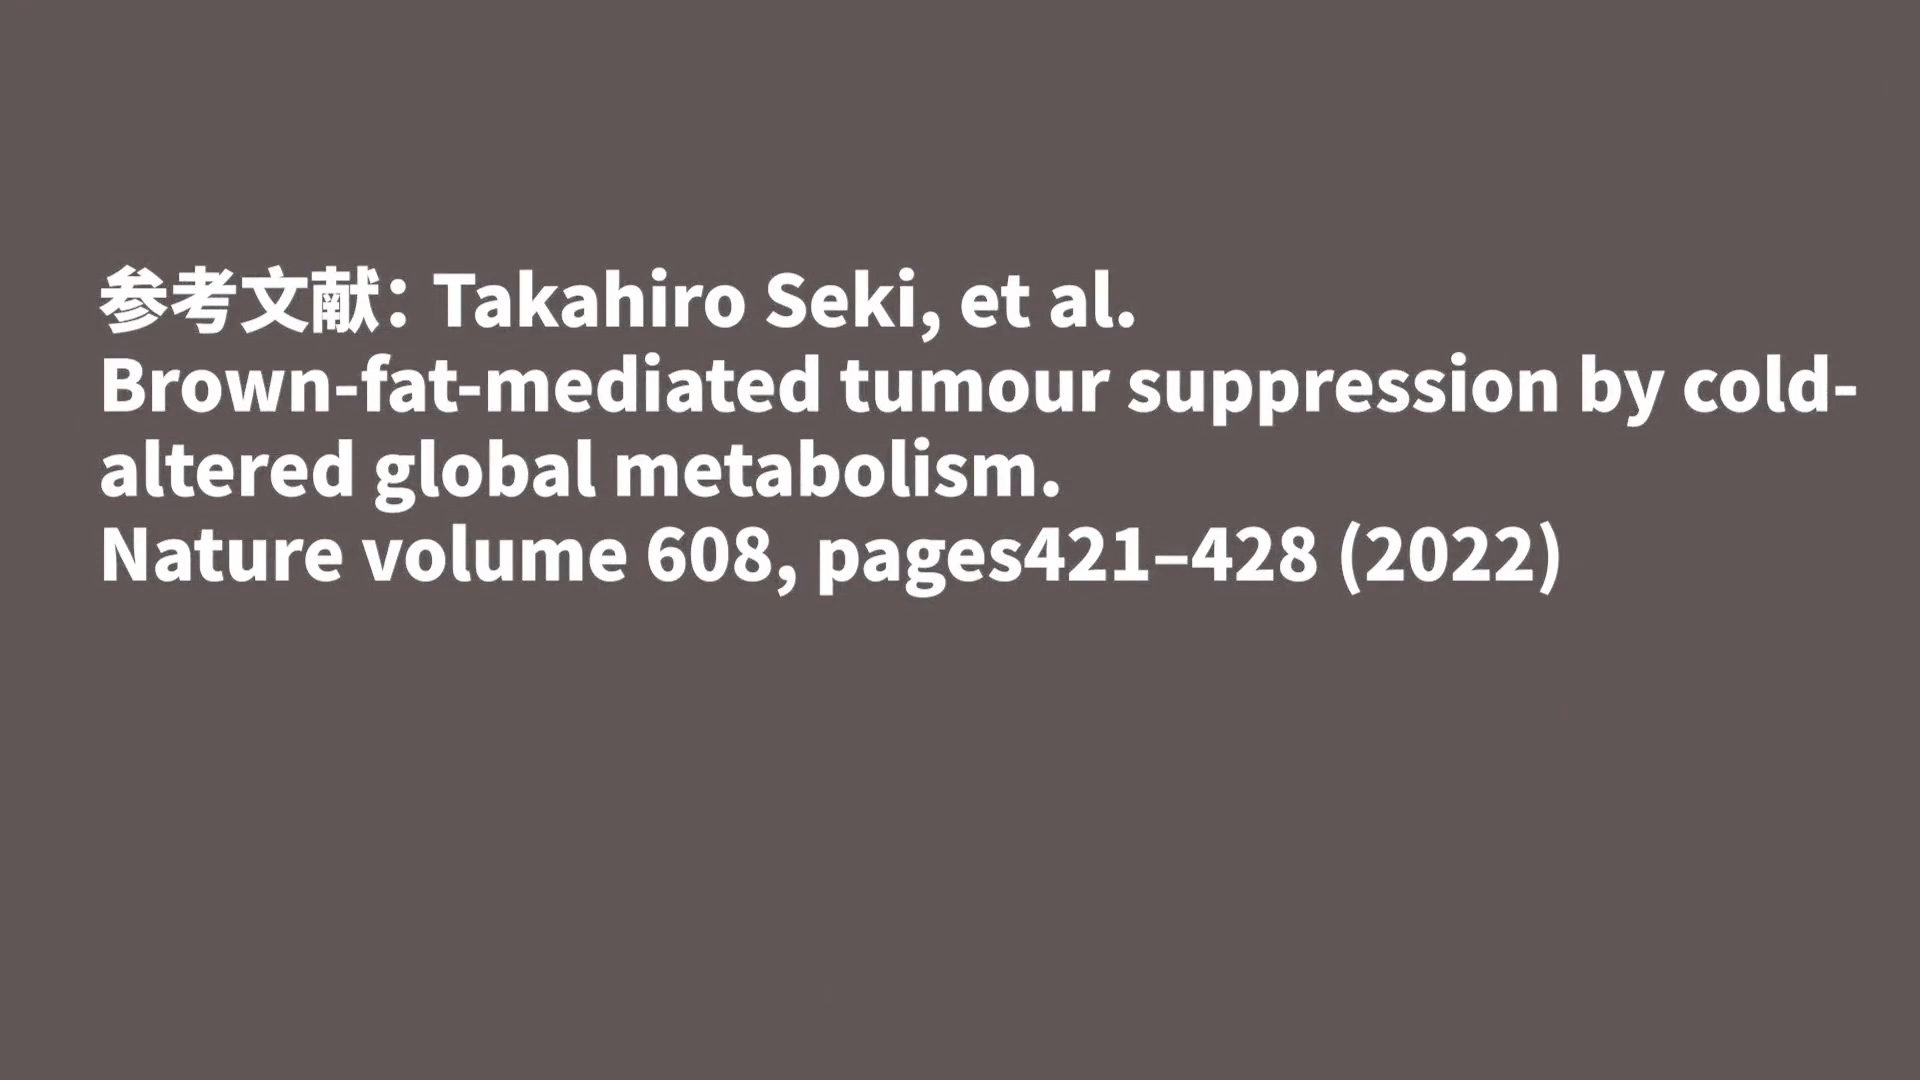 参考文献：Takahiro Seki, et al.
Brown-fat-mediated tumour suppression by cold-
altered global metabolism.
Nature volume 608, pages421–428 (2022)